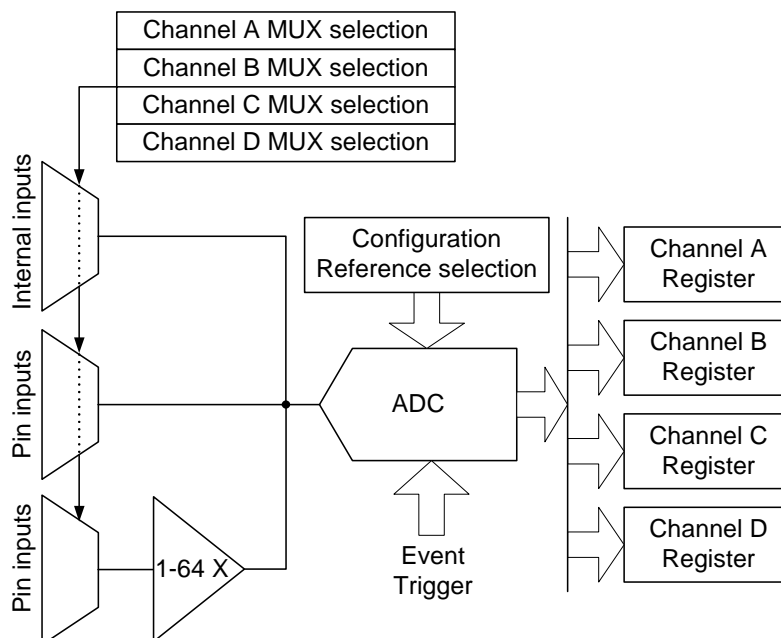 Channel A MUX selection
Channel B MUX selection
Channel C MUX selection
Channel D MUX selection
Internal inputs
Pin inputs
Pin inputs
1-64 X
Configuration
Reference selection
ADC
Event
Trigger
Channel A
Register
Channel B
Register
Channel C
Register
Channel D
Register